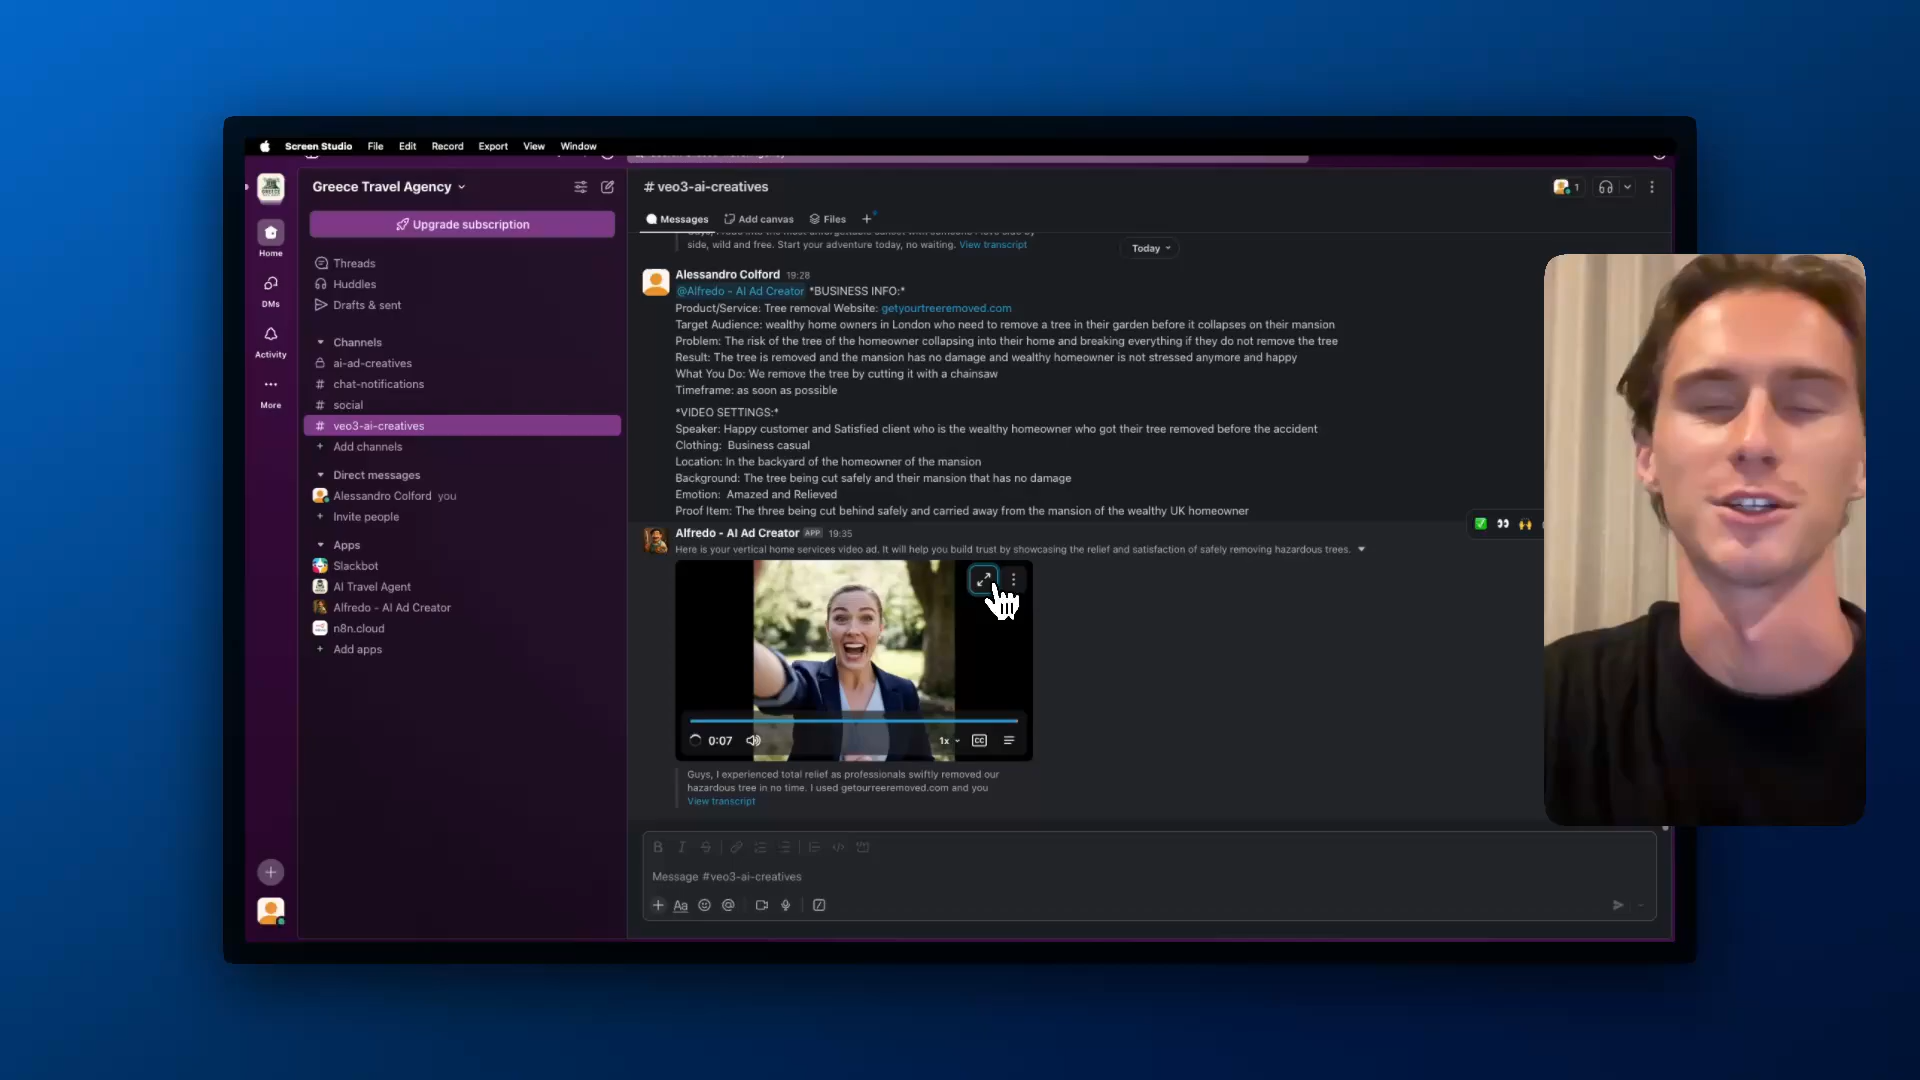 Screen Studio File Edit Record Export View Window
Greece Travel Agency
Upgrade subscription
Home
DMs
Activity
More
Threads
Huddles
Drafts & sent
Channels
ai-ad-creatives
# chat-notifications
# social
# veo3-ai-creatives
+ Add channels
Direct messages
Alessandro Colford you
+ Invite people
Apps
Slackbot
AI Travel Agent
Alfredo - AI Ad Creator
n8n.cloud
+ Add apps
# veo3-ai-creatives
1
Messages Add canvas Files +
side, wild and free. Start your adventure today, no waiting. View transcript
Today
Alessandro Colford 19:28
@Alfredo - AI Ad Creator *BUSINESS INFO:*
Product/Service: Tree removal Website: getyourtreeremoved.com
Target Audience: wealthy home owners in London who need to remove a tree in their garden before it collapses on their mansion
Problem: The risk of the tree of the homeowner collapsing into their home and breaking everything if they do not remove the tree
Result: The tree is removed and the mansion has no damage and wealthy homeowner is not stressed anymore and happy
What You Do: We remove the tree by cutting it with a chainsaw
Timeframe: as soon as possible
*VIDEO SETTINGS:*
Speaker: Happy customer and Satisfied client who is the wealthy homeowner who got their tree removed before the accident
Clothing: Business casual
Location: In the backyard of the homeowner of the mansion
Background: The tree being cut safely and their mansion that has no damage
Emotion: Amazed and Relieved
Proof Item: The three being cut behind safely and carried away from the mansion of the wealthy UK homeowner
Alfredo - AI Ad Creator APP 19:35
Here is your vertical home services video ad. It will help you build trust by showcasing the relief and satisfaction of safely removing hazardous trees.
0:07 1x CC
Guys, I experienced total relief as professionals swiftly removed our
hazardous tree in no time. I used getourreeremoved.com and you
View transcript
B I S
Message #veo3-ai-creatives
+ Aa @